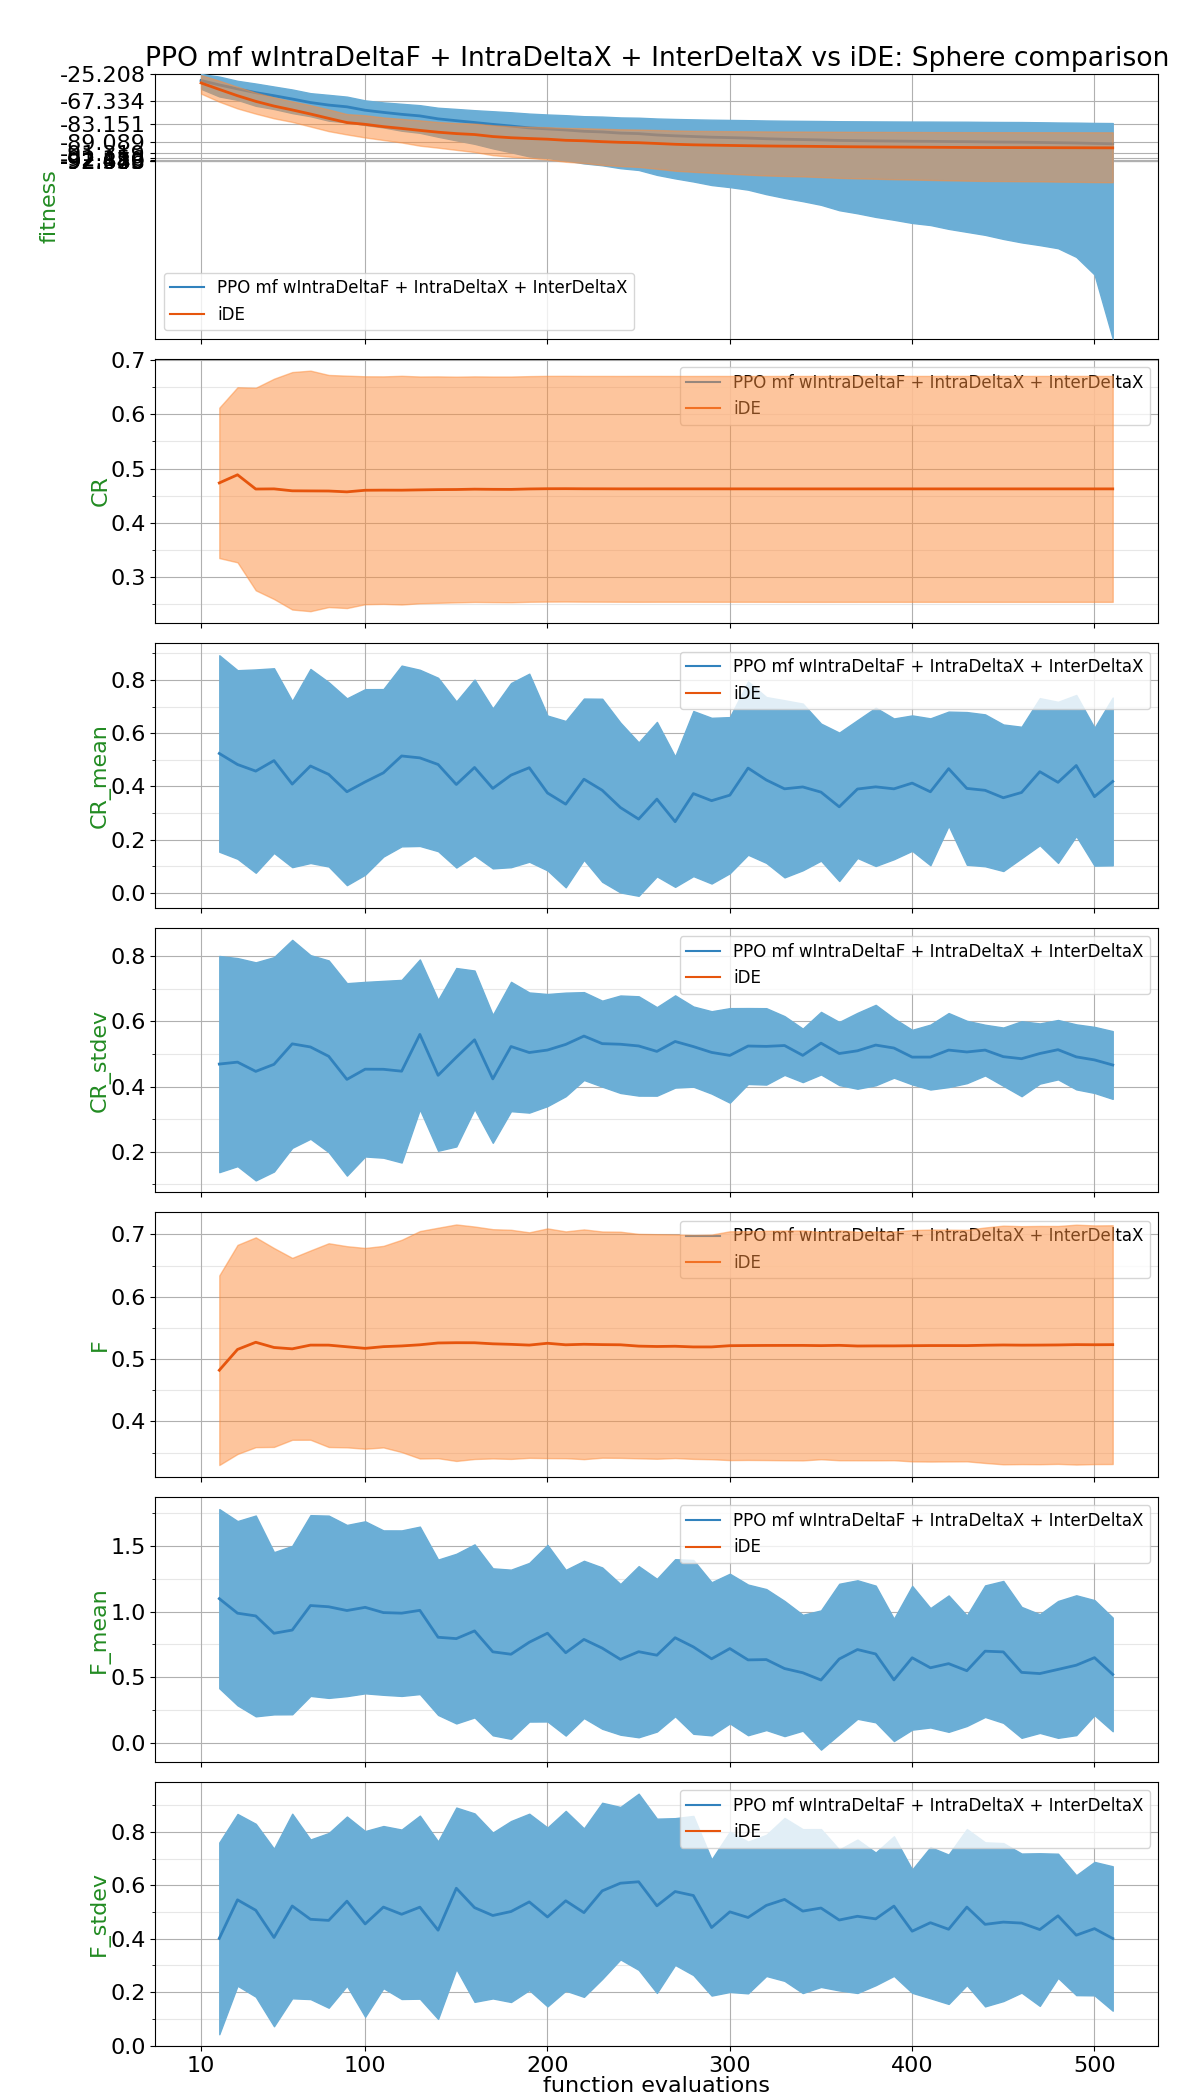 PPO mf wIntraDeltaF + IntraDeltaX + InterDeltaX vs iDE: Sphere comparison
-25.208
-67.334
-83.151
-89.089
fitness
PPO mf wIntraDeltaF + IntraDeltaX + InterDeltaX
iDE
0.7
0.6
0.5
0.4
0.3
CR
PPO mf wIntraDeltaF + IntraDeltaX + InterDeltaX
iDE
0.8
0.6
0.4
0.2
0.0
CR_mean
PPO mf wIntraDeltaF + IntraDeltaX + InterDeltaX
iDE
0.8
0.6
0.4
0.2
CR_stdev
PPO mf wIntraDeltaF + IntraDeltaX + InterDeltaX
iDE
0.7
0.6
0.5
0.4
F
PPO mf wIntraDeltaF + IntraDeltaX + InterDeltaX
iDE
1.5
1.0
0.5
0.0
F_mean
PPO mf wIntraDeltaF + IntraDeltaX + InterDeltaX
iDE
0.8
0.6
0.4
0.2
0.0
F_stdev
PPO mf wIntraDeltaF + IntraDeltaX + InterDeltaX
iDE
10 100 200 300 400 500
function evaluations